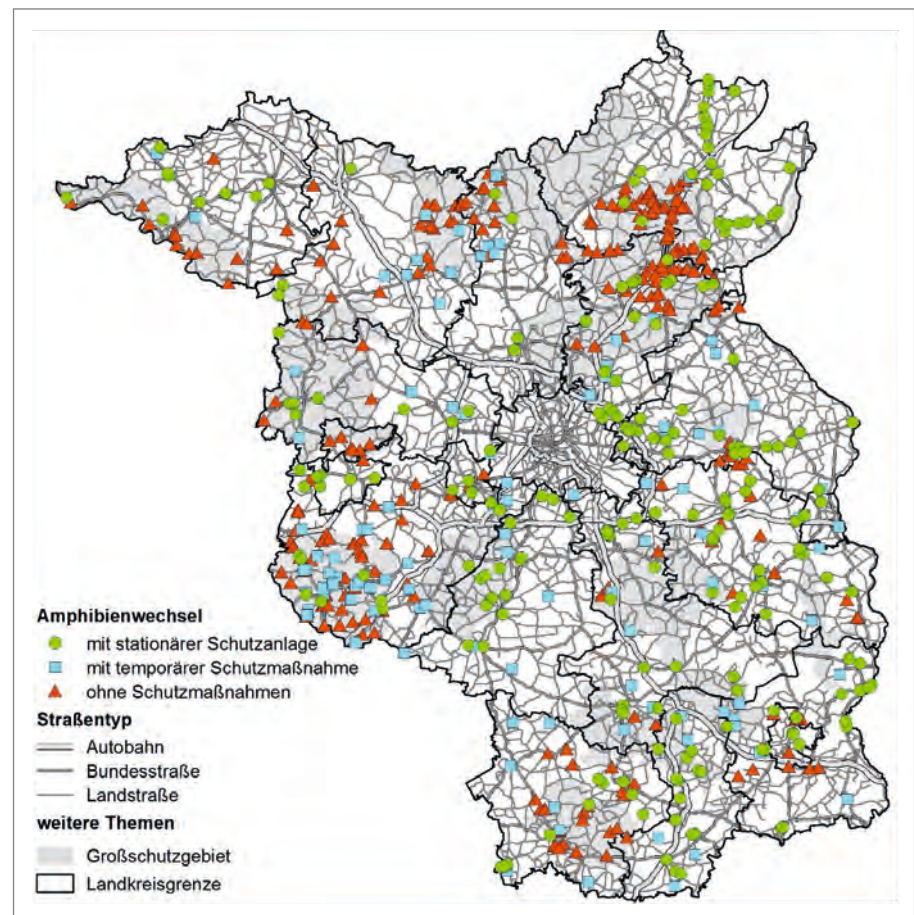 Amphibienwechsel
mit stationärer Schutzanlage
mit temporärer Schutzmaßnahme
ohne Schutzmaßnahmen
Straßentyp
Autobahn
Bundesstraße
Landstraße
weitere Themen
Großschutzgebiet
Landkreisgrenze